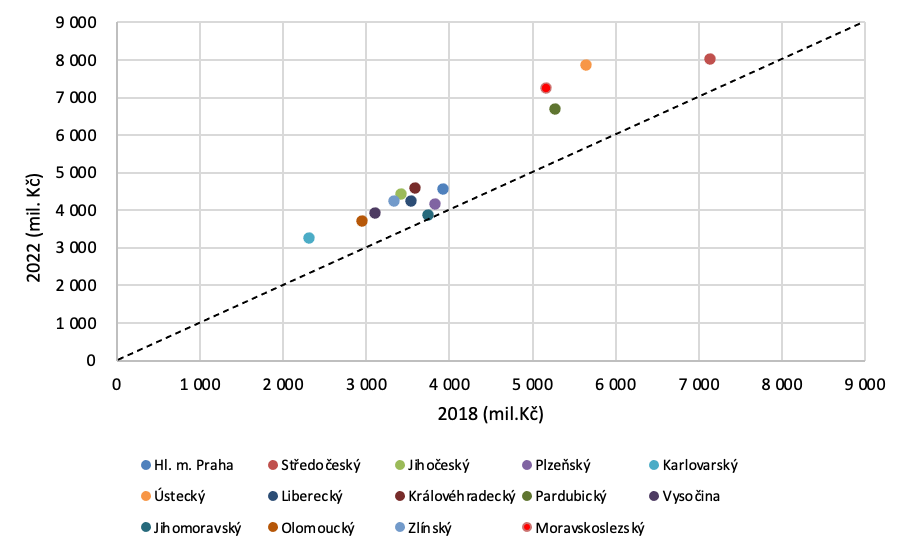 9 000
8 000
7 000
6 000
5 000
4 000
3 000
2 000
1 000
0
2022 (mil. Kč)
0 1 000 2 000 3 000 4 000 5 000 6 000 7 000 8 000 9 000
2018 (mil.Kč)
Hl. m. Praha Středočeský Jihočeský Plzeňský Karlovarský
Ústecký Liberecký Královéhradecký Pardubický Vysočina
Jihomoravský Olomoucký Zlínský Moravskoslezský